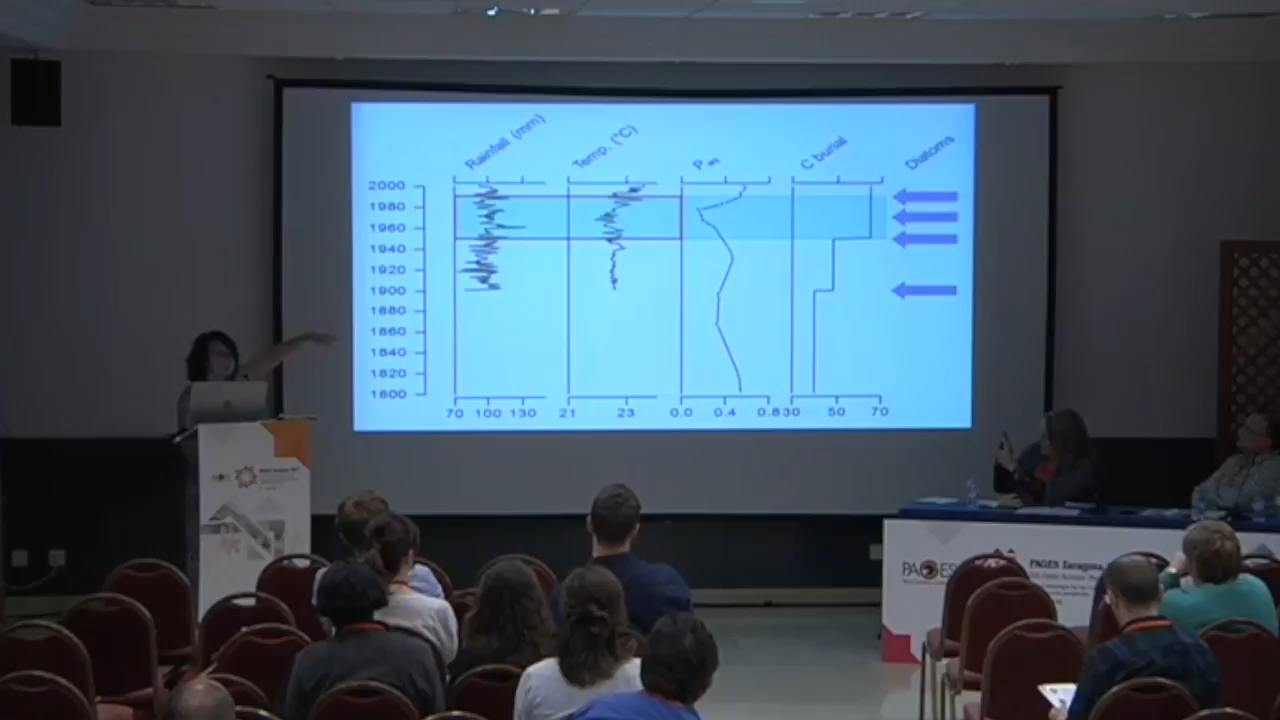 Rainfall (mm) Temp. (°C) P C burial Diatoms
2000
1980
1960
1940
1920
1900
1880
1860
1840
1820
1800
70 100 130 21 23 0.0 0.4 0.8 30 50 70
PAGES
PAGES Zaragoza